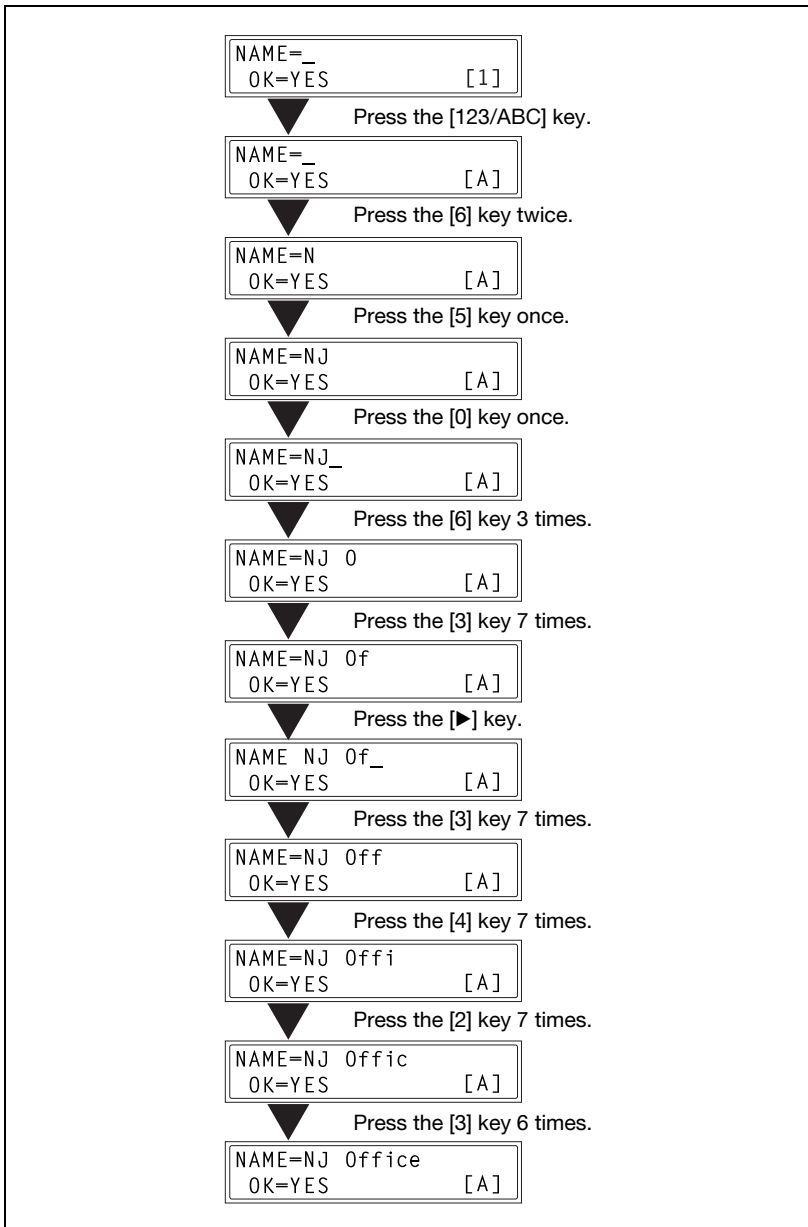 NAME=_
OK=YES [1]
Press the [123/ABC] key.
NAME=_
OK=YES [A]
Press the [6] key twice.
NAME=N
OK=YES [A]
Press the [5] key once.
NAME=NJ
OK=YES [A]
Press the [0] key once.
NAME=NJ_
OK=YES [A]
Press the [6] key 3 times.
NAME=NJ O
OK=YES [A]
Press the [3] key 7 times.
NAME=NJ Of
OK=YES [A]
Press the [▶] key.
NAME NJ Of_
OK=YES [A]
Press the [3] key 7 times.
NAME=NJ Off
OK=YES [A]
Press the [4] key 7 times.
NAME=NJ Offi
OK=YES [A]
Press the [2] key 7 times.
NAME=NJ Offic
OK=YES [A]
Press the [3] key 6 times.
NAME=NJ Office
OK=YES [A]